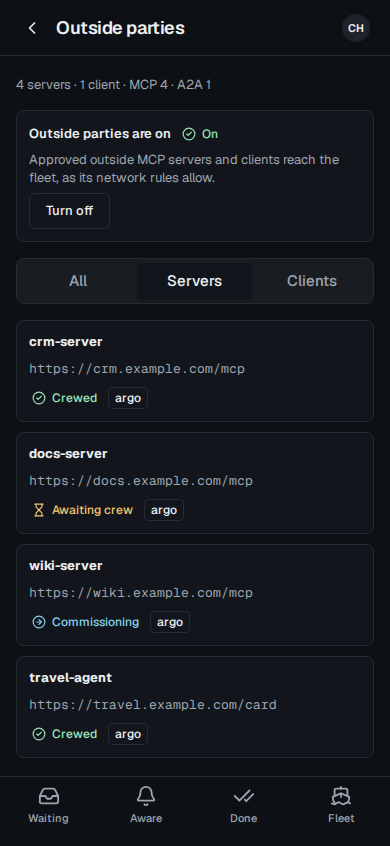 Outside parties
CH
4 servers · 1 client · MCP 4 · A2A 1
Outside parties are on On
Approved outside MCP servers and clients reach the
fleet, as its network rules allow.
Turn off
All Servers Clients
crm-server
https://crm.example.com/mcp
Crewed argo
docs-server
https://docs.example.com/mcp
Awaiting crew argo
wiki-server
https://wiki.example.com/mcp
Commissioning argo
travel-agent
https://travel.example.com/card
Crewed argo
Waiting Aware Done Fleet